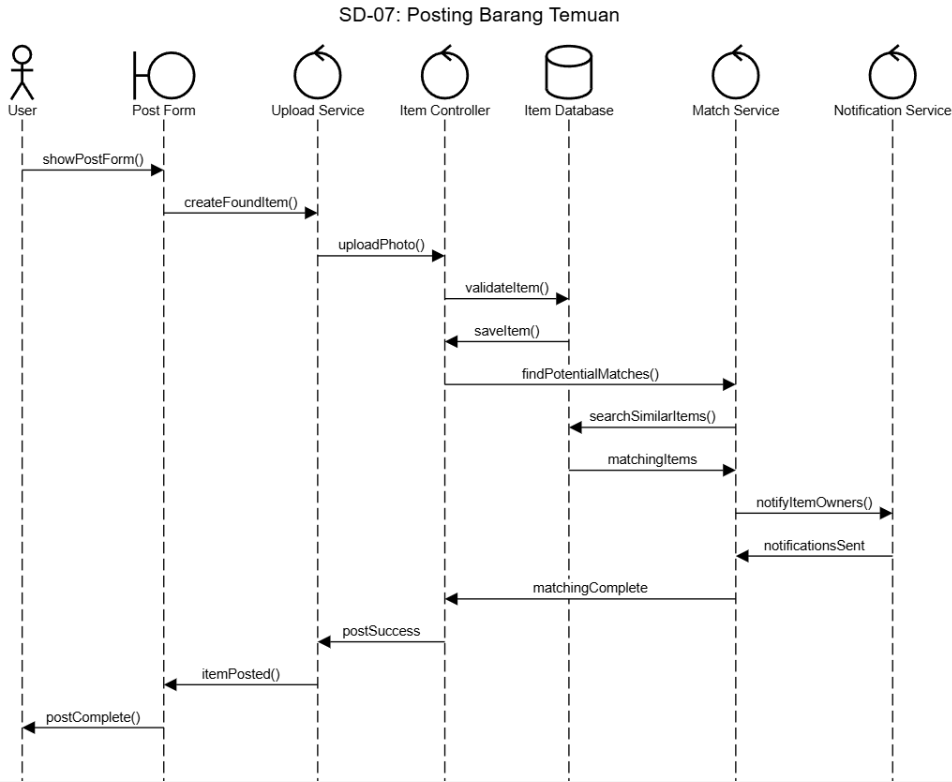 SD-07: Posting Barang Temuan
User
Post Form
Upload Service
Item Controller
Item Database
Match Service
Notification Service
showPostForm()
createFoundItem()
uploadPhoto()
validateItem()
saveItem()
findPotentialMatches()
searchSimilarItems()
matchingItems
notifyItemOwners()
notificationsSent
matchingComplete
postSuccess
itemPosted()
postComplete()